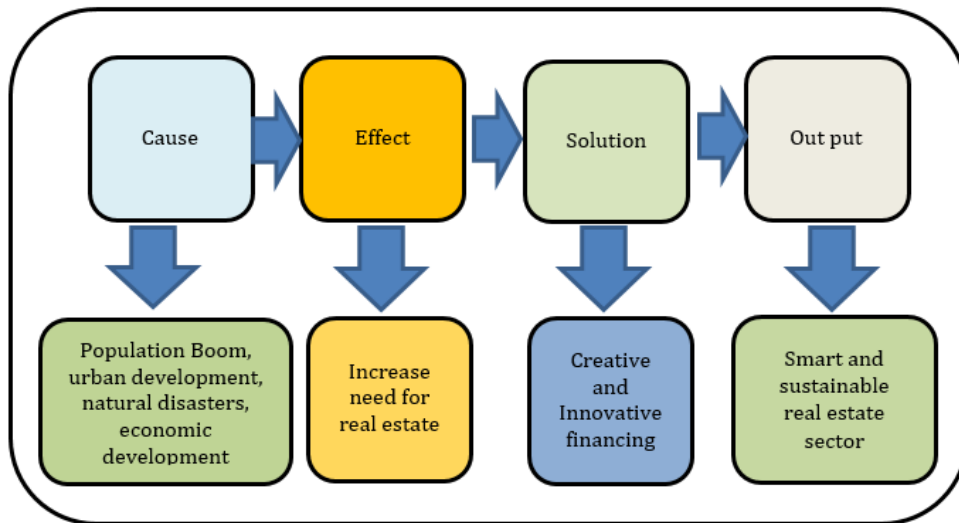 Cause
Effect
Solution
Out put
Population Boom,
urban development,
natural disasters,
economic
development
Increase
need for
real estate
Creative
and
Innovative
financing
Smart and
sustainable
real estate
sector